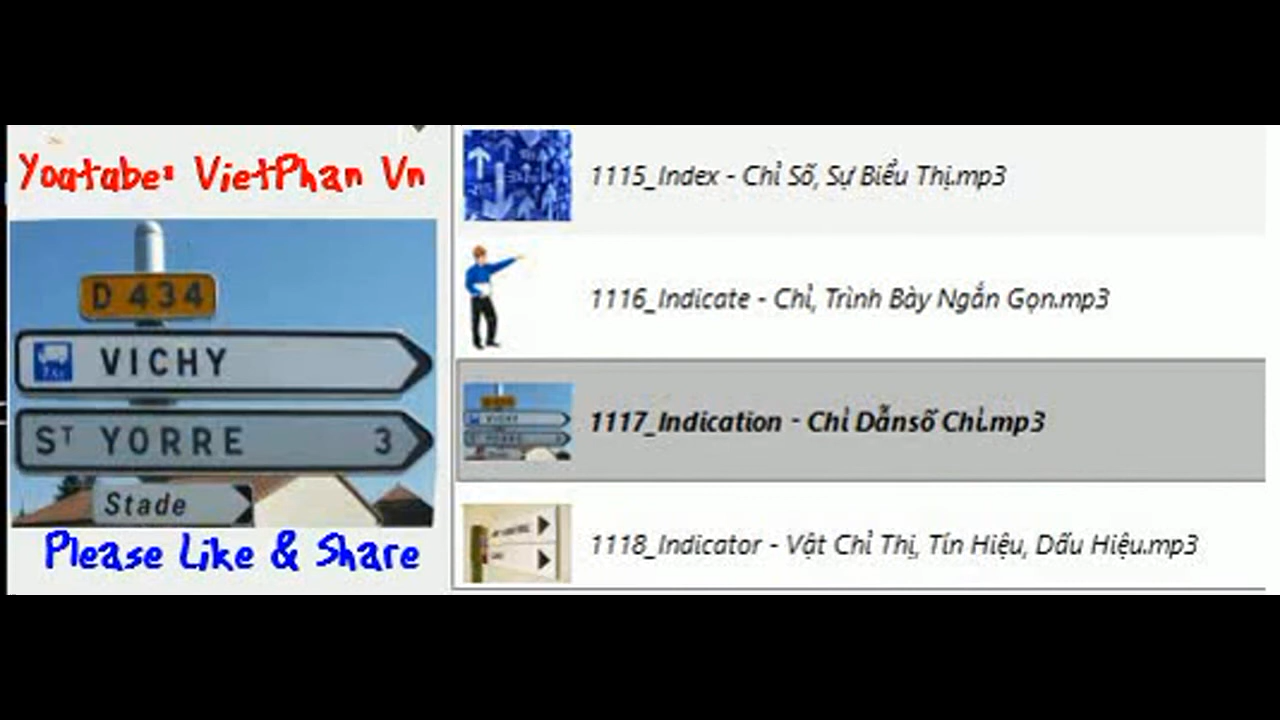 Youtube: VietPhan Vn
D 434
VICHY
ST YORRE 3
Stade
Please Like & Share
1115_Index - Chỉ Số, Sự Biểu Thị.mp3
1116_Indicate - Chỉ, Trình Bày Ngắn Gọn.mp3
1117_Indication - Chỉ Dẫnsố Chỉ.mp3
1118_Indicator - Vật Chỉ Thị, Tín Hiệu, Dấu Hiệu.mp3